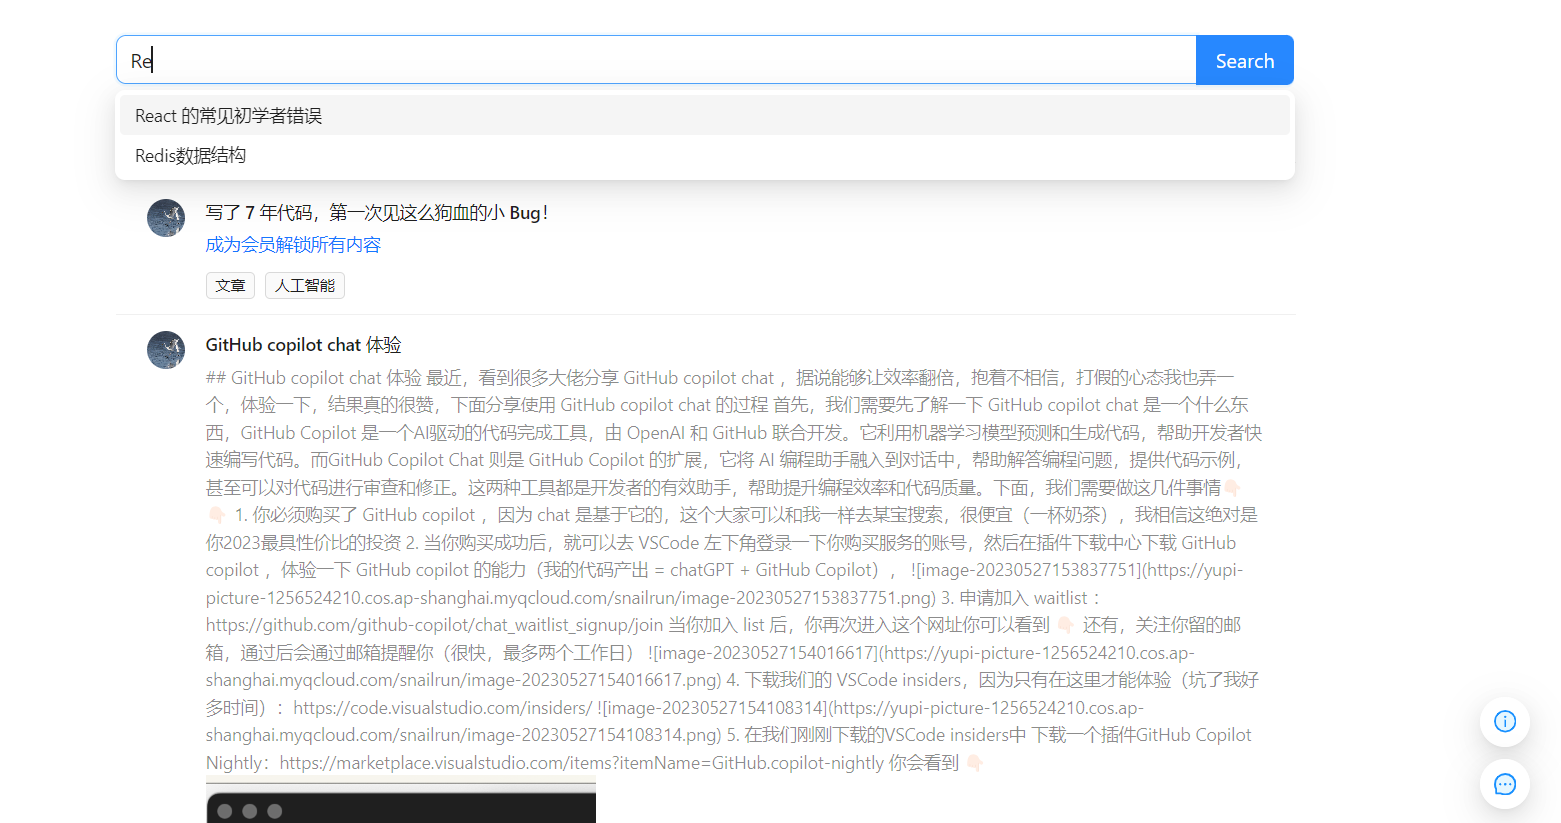 Re
Search
React 的常见初学者错误
Redis数据结构
写了 7 年代码，第一次见这么狗血的小 Bug！
成为会员解锁所有内容
文章
人工智能
GitHub copilot chat 体验
## GitHub copilot chat 体验 最近，看到很多大佬分享 GitHub copilot chat ，据说能够让效率翻倍，抱着不相信，打假的心态我也弄一
个，体验一下，结果真的很赞，下面分享使用 GitHub copilot chat 的过程 首先，我们需要先了解一下 GitHub copilot chat 是一个什么东
西，GitHub Copilot 是一个AI驱动的代码完成工具，由 OpenAI 和 GitHub 联合开发。它利用机器学习模型预测和生成代码，帮助开发者快
速编写代码。而GitHub Copilot Chat 则是 GitHub Copilot 的扩展，它将 AI 编程助手融入到对话中，帮助解答编程问题，提供代码示例，
甚至可以对代码进行审查和修正。这两种工具都是开发者的有效助手，帮助提升编程效率和代码质量。下面，我们需要做这几件事情👇🏻
👇🏻 1. 你必须购买了 GitHub copilot ，因为 chat 是基于它的，这个大家可以和我一样去某宝搜索，很便宜（一杯奶茶），我相信这绝对是
你2023最具性价比的投资 2. 当你购买成功后，就可以去 VSCode 左下角登录一下你购买服务的账号，然后在插件下载中心下载 GitHub
copilot ，体验一下 GitHub copilot 的能力（我的代码产出 = chatGPT + GitHub Copilot）， ![image-20230527153837751](https://yupi-
picture-1256524210.cos.ap-shanghai.myqcloud.com/snailrun/image-20230527153837751.png) 3. 申请加入 waitlist ：
https://github.com/github-copilot/chat_waitlist_signup/join 当你加入 list 后，你再次进入这个网址你可以看到 👇🏻 还有，关注你留的邮
箱，通过后会通过邮箱提醒你（很快，最多两个工作日） ![image-20230527154016617](https://yupi-picture-1256524210.cos.ap-
shanghai.myqcloud.com/snailrun/image-20230527154016617.png) 4. 下载我们的 VSCode insiders，因为只有在这里才能体验（坑了我好
多时间）：https://code.visualstudio.com/insiders/ ![image-20230527154108314](https://yupi-picture-1256524210.cos.ap-
shanghai.myqcloud.com/snailrun/image-20230527154108314.png) 5. 在我们刚刚下载的VSCode insiders中 下载一个插件GitHub Copilot
Nightly：https://marketplace.visualstudio.com/items?itemName=GitHub.copilot-nightly 你会看到 👇🏻